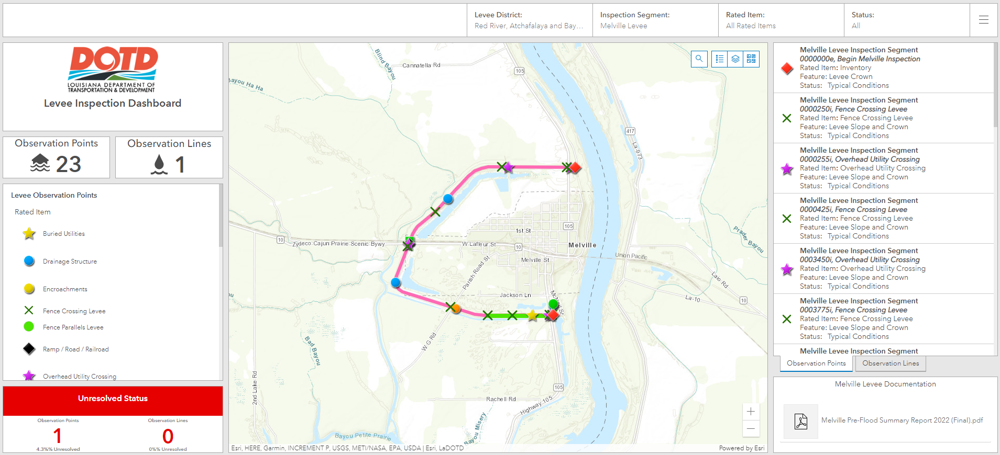 Levee District:
Red River, Atchafalaya and Bay…
Inspection Segment:
Melville Levee
Rated Item:
All Rated Items
Status:
All
DOTD
LOUISIANA DEPARTMENT OF
TRANSPORTATION & DEVELOPMENT
Levee Inspection Dashboard
Observation Points
23
Observation Lines
1
Levee Observation Points
Rated Item
Buried Utilities
Drainage Structure
Encroachments
Fence Crossing Levee
Fence Parallels Levee
Ramp / Road / Railroad
Overhead Utility Crossing
Unresolved Status
Observation Points
1
4.3%% Unresolved
Observation Lines
0
0%% Unresolved
Blind Bayou
Cannatella Rd
105
Bayou Ha Ha
417
La-973
105
1st St
10
Zydeco Cajun Prairie Scenic Bywy
W Lafleur St
10
Melville
Prader Bayou
Melville St
Union Pacific
Parish Road St
Laio Rd
Jackson Ln
McNeil St
La-10
10
W G Rd
Bad Bayou
2nd Lake Rd
105
Rachell Rd
Highway 105
Bayou Misery
Bayou Petite Prairie
Esri, HERE, Garmin, INCREMENT P, USGS, METI/NASA, EPA, USDA | Esri, LaDOTD
Powered by Esri
Melville Levee Inspection Segment
0000000e, Begin Melville Inspection
Rated Item: Inventory
Feature: Levee Crown
Status: Typical Conditions
Melville Levee Inspection Segment
0000250i, Fence Crossing Levee
Rated Item: Fence Crossing Levee
Feature: Levee Slope and Crown
Status: Typical Conditions
Melville Levee Inspection Segment
0000255i, Overhead Utility Crossing
Rated Item: Overhead Utility Crossing
Feature: Levee Slope and Crown
Status: Typical Conditions
Melville Levee Inspection Segment
0000425i, Fence Crossing Levee
Rated Item: Fence Crossing Levee
Feature: Levee Slope and Crown
Status: Typical Conditions
Melville Levee Inspection Segment
0003450i, Overhead Utility Crossing
Rated Item: Overhead Utility Crossing
Feature: Levee Slope and Crown
Status: Typical Conditions
Melville Levee Inspection Segment
0003775i, Fence Crossing Levee
Rated Item: Fence Crossing Levee
Feature: Levee Slope and Crown
Status: Typical Conditions
Melville Levee Inspection Segment
Observation Points
Observation Lines
Melville Levee Documentation
Melville Pre-Flood Summary Report 2022 (Final).pdf